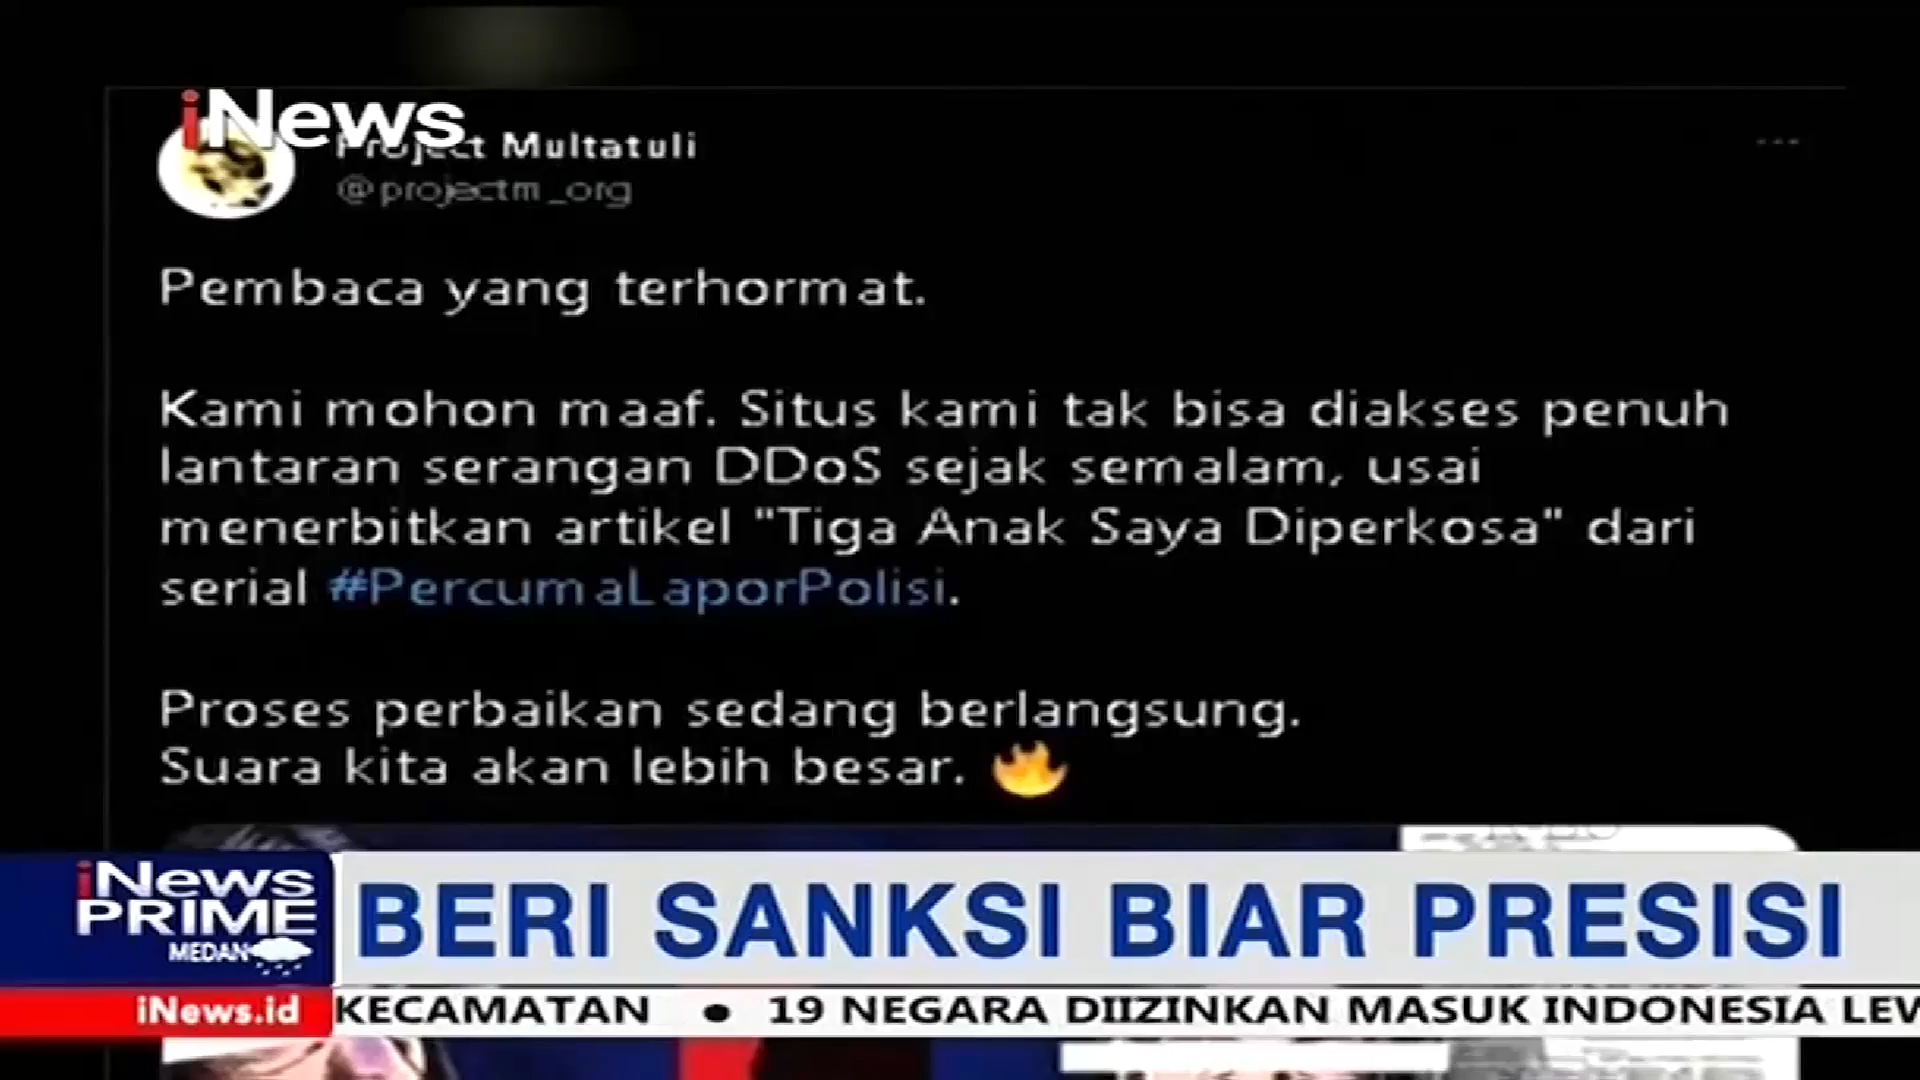 iNews
Project Multatuli
@projectm_org
Pembaca yang terhormat.
Kami mohon maaf. Situs kami tak bisa diakses penuh
lantaran serangan DDoS sejak semalam, usai
menerbitkan artikel "Tiga Anak Saya Diperkosa" dari
serial #PercumaLaporPolisi.
Proses perbaikan sedang berlangsung.
Suara kita akan lebih besar. 🔥
iNews
PRIME
MEDAN
BERI SANKSI BIAR PRESISI
iNews.id
KECAMATAN • 19 NEGARA DIIZINKAN MASUK INDONESIA